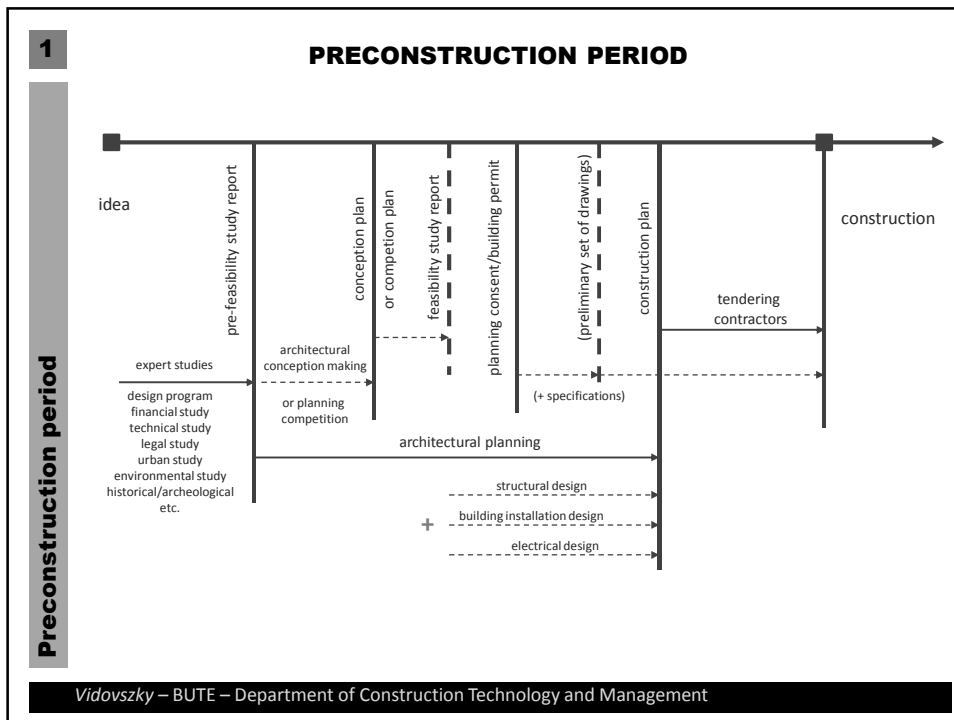 1
PRECONSTRUCTION PERIOD
Preconstruction period
idea
pre-feasibility study report
conception plan
or competion plan
feasibility study report
planning consent/building permit
(preliminary set of drawings)
construction plan
construction
tendering
contractors
expert studies
architectural
conception making
or planning
competition
(+ specifications)
design program
financial study
technical study
legal study
urban study
environmental study
historical/archeological
etc.
architectural planning
structural design
+
building installation design
electrical design
Vidovszky – BUTE – Department of Construction Technology and Management